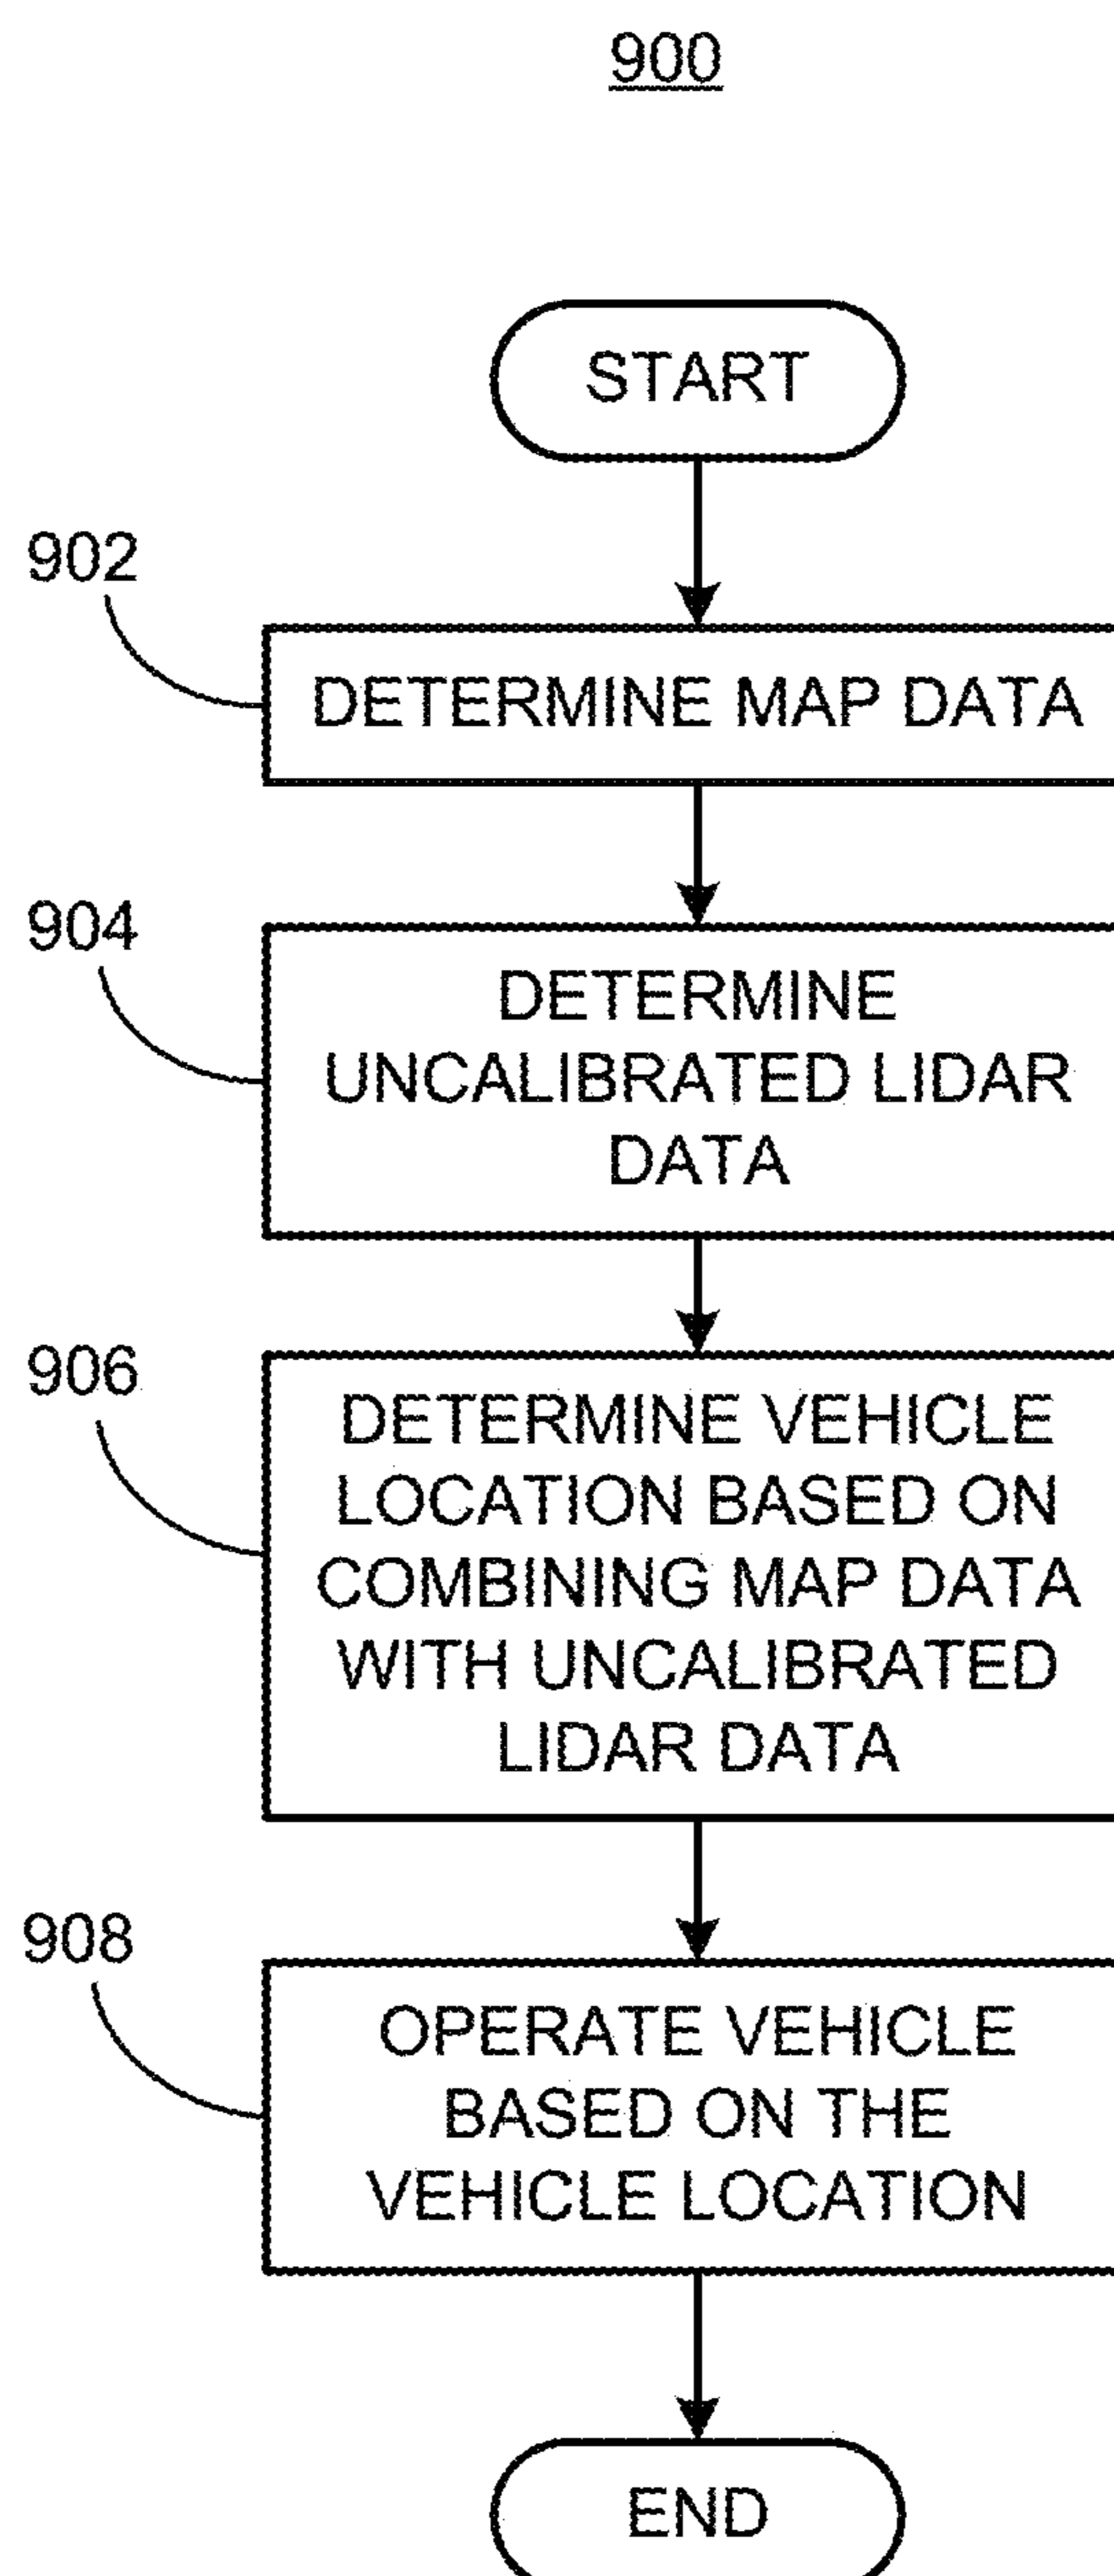 900
START
902
DETERMINE MAP DATA
904
DETERMINE
UNCALIBRATED LIDAR
DATA
906
DETERMINE VEHICLE
LOCATION BASED ON
COMBINING MAP DATA
WITH UNCALIBRATED
LIDAR DATA
908
OPERATE VEHICLE
BASED ON THE
VEHICLE LOCATION
END